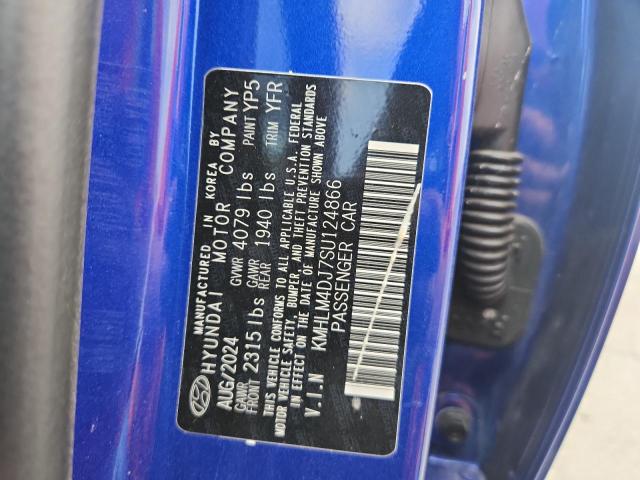 MANUFACTURED IN KOREA BY
HYUNDAI MOTOR COMPANY
AUG/2024 GVWR 4079 lbs PAINT YP5
GAWR FRONT 2315 lbs GAWR REAR 1940 lbs TRIM YFR
THIS VEHICLE CONFORMS TO ALL APPLICABLE U.S.A. FEDERAL
MOTOR VEHICLE SAFETY, BUMPER, AND THEFT PREVENTION STANDARDS
IN EFFECT ON THE DATE OF MANUFACTURE SHOWN ABOVE
V.I.N KMHLM4DJ7SU124866
PASSENGER CAR